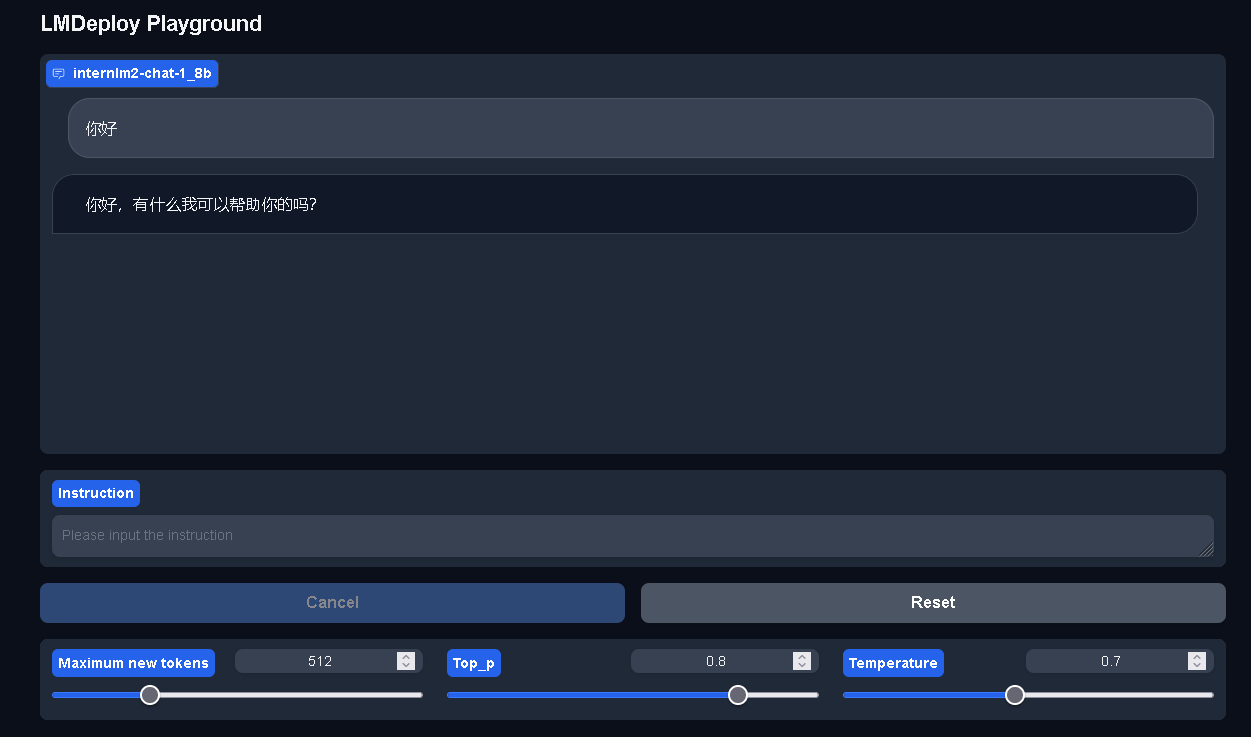 LMDeploy Playground
internlm2-chat-1_8b
你好
你好，有什么我可以帮助你的吗?
Instruction
Please input the instruction
Cancel
Reset
Maximum new tokens
512
Top_p
0.8
Temperature
0.7